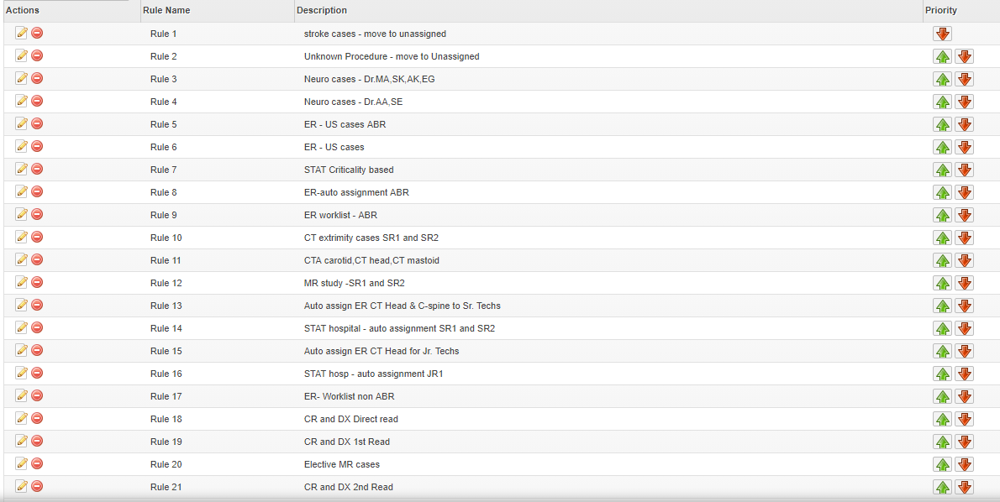 Actions Rule Name Description Priority
Rule 1 stroke cases - move to unassigned
Rule 2 Unknown Procedure - move to Unassigned
Rule 3 Neuro cases - Dr.MA,SK,AK,EG
Rule 4 Neuro cases - Dr.AA,SE
Rule 5 ER - US cases ABR
Rule 6 ER - US cases
Rule 7 STAT Criticality based
Rule 8 ER-auto assignment ABR
Rule 9 ER worklist - ABR
Rule 10 CT extrimity cases SR1 and SR2
Rule 11 CTA carotid,CT head,CT mastoid
Rule 12 MR study -SR1 and SR2
Rule 13 Auto assign ER CT Head & C-spine to Sr. Techs
Rule 14 STAT hospital - auto assignment SR1 and SR2
Rule 15 Auto assign ER CT Head for Jr. Techs
Rule 16 STAT hosp - auto assignment JR1
Rule 17 ER- Worklist non ABR
Rule 18 CR and DX Direct read
Rule 19 CR and DX 1st Read
Rule 20 Elective MR cases
Rule 21 CR and DX 2nd Read